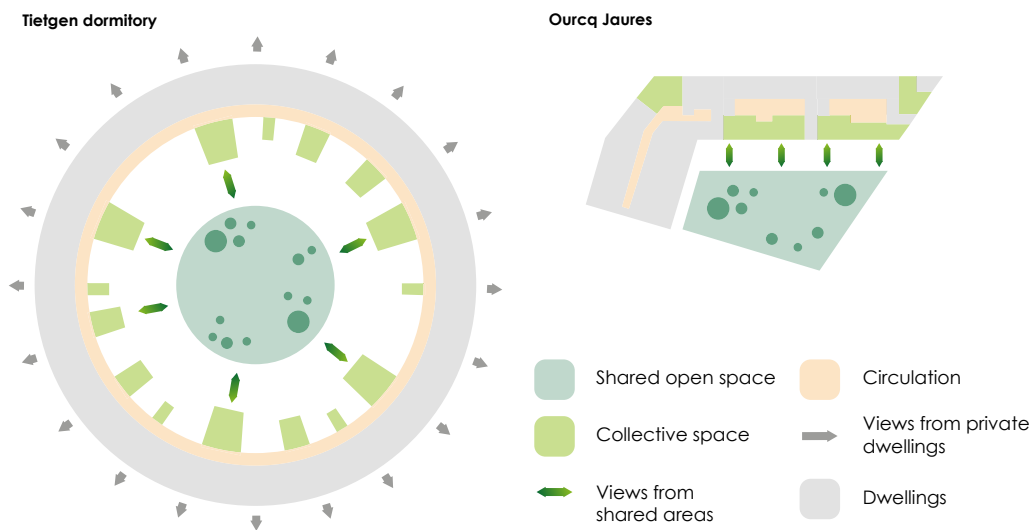 Tietgen dormitory
Ourcq Jaures
Shared open space
Circulation
Collective space
Views from private
dwellings
Views from
shared areas
Dwellings